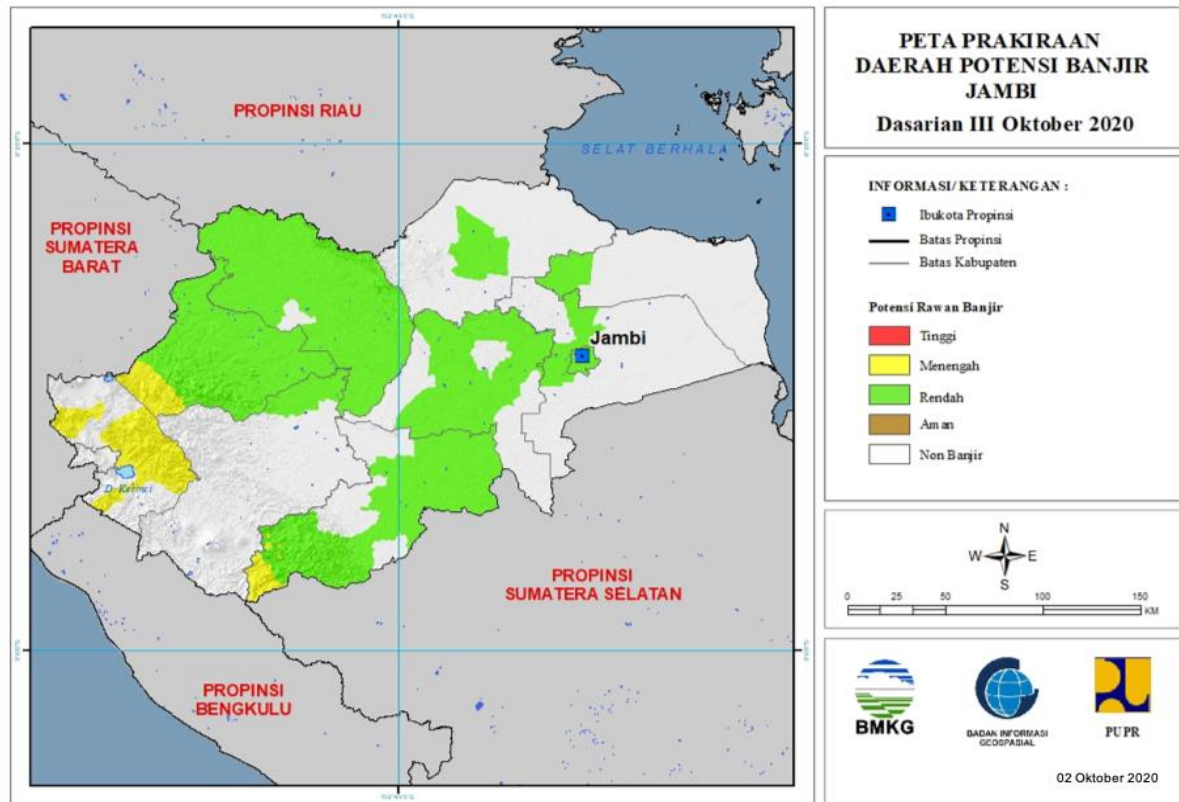 PROPINSI RIAU
SELAT BERHALA
PROPINSI
SUMATERA
BARAT
Jambi
D. Kerinci
PROPINSI
SUMATERA SELATAN
PROPINSI
BENGKULU
PETA PRAKIRAAN
DAERAH POTENSI BANJIR
JAMBI
Dasarian III Oktober 2020
INFORMASI/ KETERANGAN :
Ibukota Propinsi
Batas Propinsi
Batas Kabupaten
Potensi Rawan Banjir
Tinggi
Menengah
Rendah
Aman
Non Banjir
N
W E
S
0 25 50 100 150
KM
BMKG
BADAN INFORMASI
GEOSPASIAL
PUPR
02 Oktober 2020